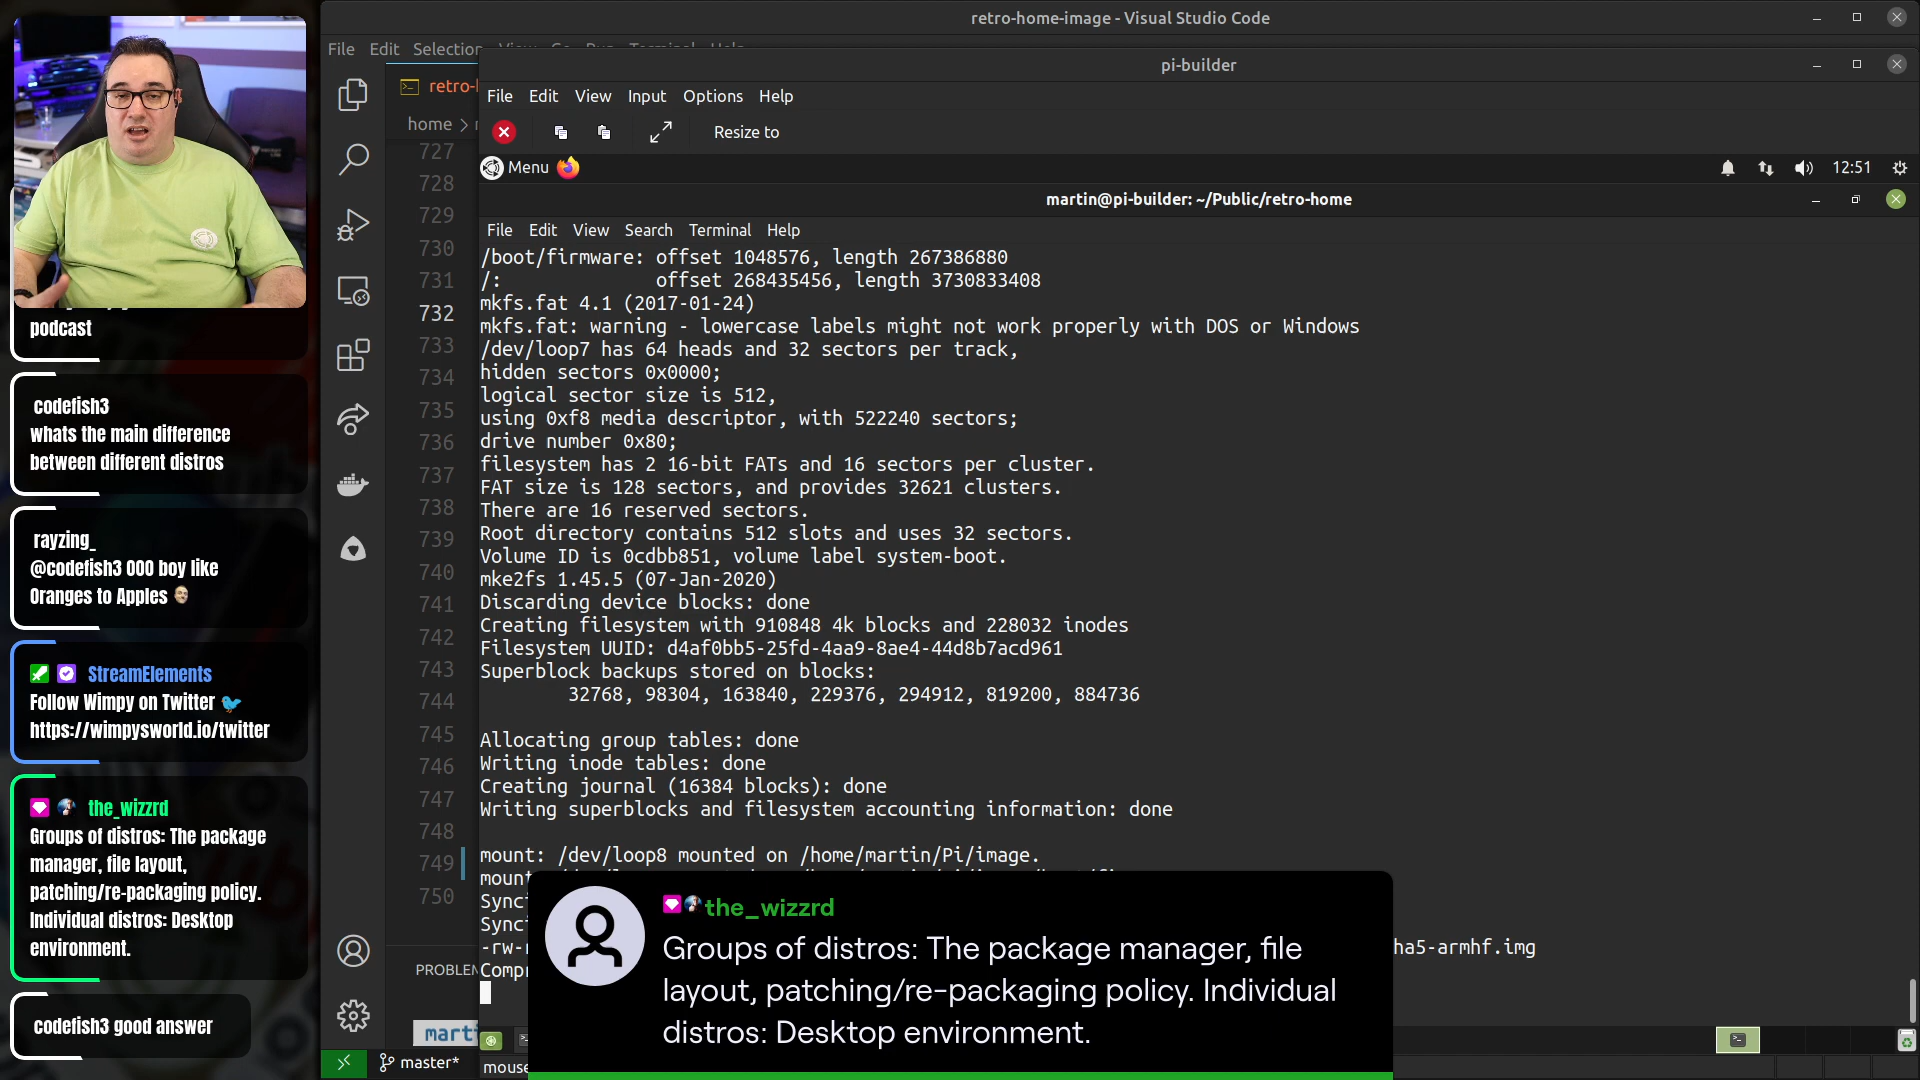 retro-home-image - Visual Studio Code
File Edit Selection
pi-builder
retro-
File Edit View Input Options Help
home
Resize to
Menu
12:51
martin@pi-builder: ~/Public/retro-home
File Edit View Search Terminal Help
727
728
729
730
731
732
733
734
735
736
737
738
739
740
741
742
743
744
745
746
747
748
749
750
/boot/firmware: offset 1048576, length 267386880
/: offset 268435456, length 3730833408
mkfs.fat 4.1 (2017-01-24)
mkfs.fat: warning - lowercase labels might not work properly with DOS or Windows
/dev/loop7 has 64 heads and 32 sectors per track,
hidden sectors 0x0000;
logical sector size is 512,
using 0xf8 media descriptor, with 522240 sectors;
drive number 0x80;
filesystem has 2 16-bit FATs and 16 sectors per cluster.
FAT size is 128 sectors, and provides 32621 clusters.
There are 16 reserved sectors.
Root directory contains 512 slots and uses 32 sectors.
Volume ID is 0cdbb851, volume label system-boot.
mke2fs 1.45.5 (07-Jan-2020)
Discarding device blocks: done
Creating filesystem with 910848 4k blocks and 228032 inodes
Filesystem UUID: d4af0bb5-25fd-4aa9-8ae4-44d8b7acd961
Superblock backups stored on blocks:
32768, 98304, 163840, 229376, 294912, 819200, 884736
Allocating group tables: done
Writing inode tables: done
Creating journal (16384 blocks): done
Writing superblocks and filesystem accounting information: done
mount: /dev/loop8 mounted on /home/martin/Pi/image.
mount
Synci
Synci
-rw-r ha5-armhf.img
Compr
PROBLEM
marti
master*
mouse
podcast
codefish3
whats the main difference
between different distros
rayzing_
@codefish3 OOO boy like
Oranges to Apples
StreamElements
Follow Wimpy on Twitter
https://wimpysworld.io/twitter
the_wizzrd
Groups of distros: The package
manager, file layout,
patching/re-packaging policy.
Individual distros: Desktop
environment.
codefish3 good answer
the_wizzrd
Groups of distros: The package manager, file
layout, patching/re-packaging policy. Individual
distros: Desktop environment.